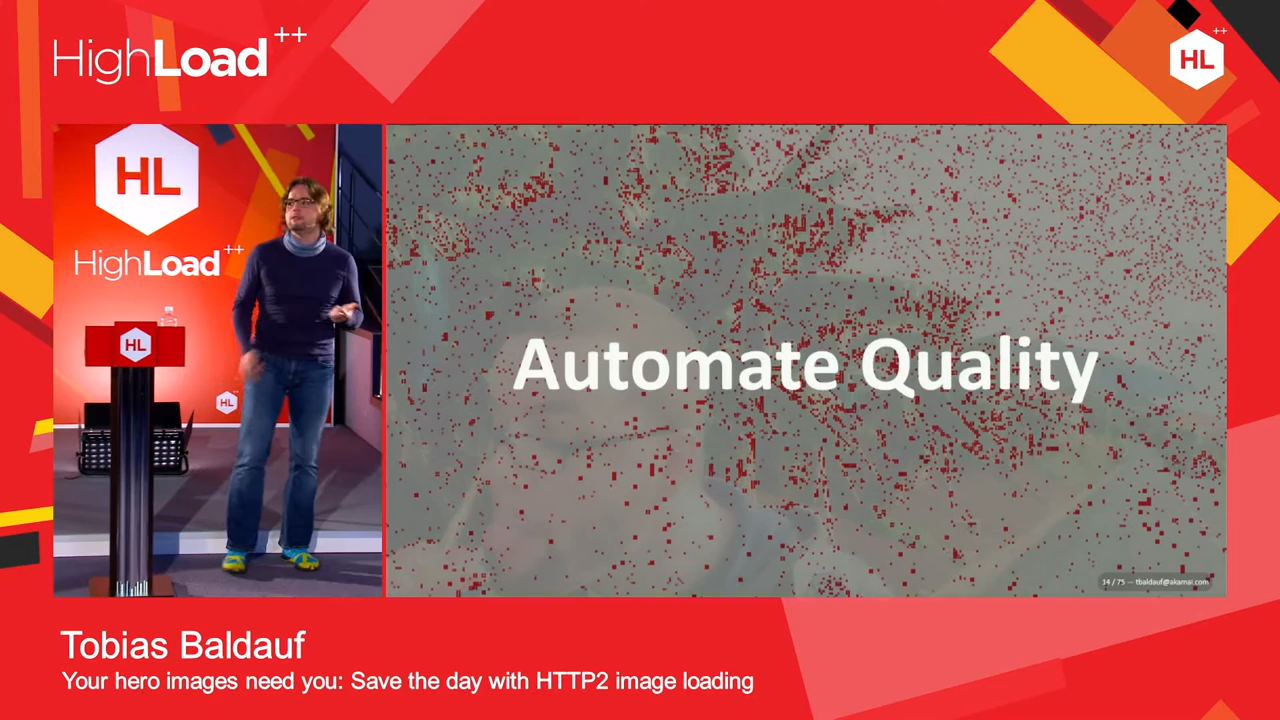 HighLoad++
HL++
HL
HighLoad++
HL
HL
Automate Quality
14 / 75 — tbaldauf@akamai.com
Tobias Baldauf
Your hero images need you: Save the day with HTTP2 image loading